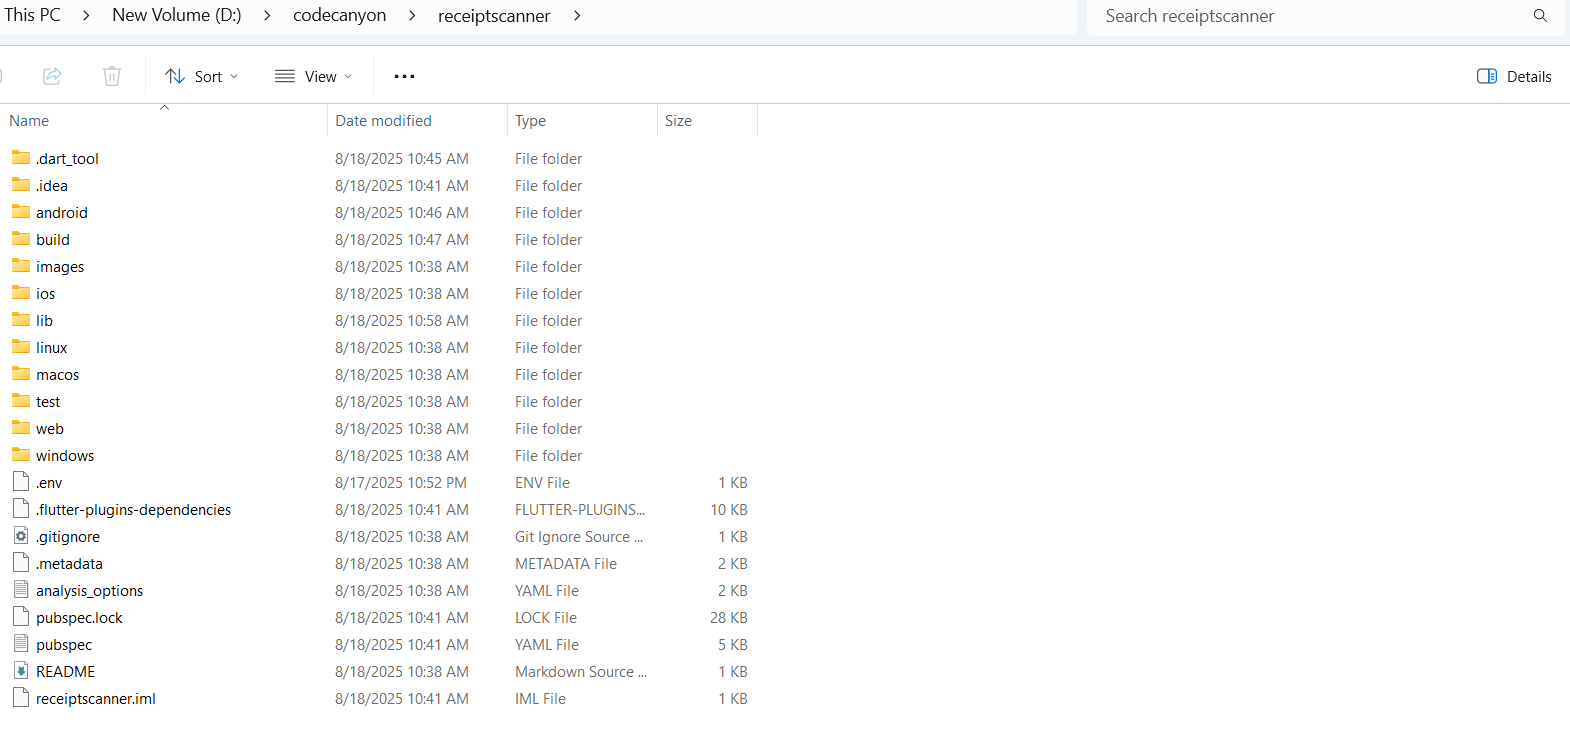 This PC > New Volume (D:) > codecanyon > receiptscanner > Search receiptscanner
Sort View ••• Details
Name Date modified Type Size
.dart_tool 8/18/2025 10:45 AM File folder
.idea 8/18/2025 10:41 AM File folder
android 8/18/2025 10:46 AM File folder
build 8/18/2025 10:47 AM File folder
images 8/18/2025 10:38 AM File folder
ios 8/18/2025 10:38 AM File folder
lib 8/18/2025 10:58 AM File folder
linux 8/18/2025 10:38 AM File folder
macos 8/18/2025 10:38 AM File folder
test 8/18/2025 10:38 AM File folder
web 8/18/2025 10:38 AM File folder
windows 8/18/2025 10:38 AM File folder
.env 8/17/2025 10:52 PM ENV File 1 KB
.flutter-plugins-dependencies 8/18/2025 10:41 AM FLUTTER-PLUGINS... 10 KB
.gitignore 8/18/2025 10:38 AM Git Ignore Source ... 1 KB
.metadata 8/18/2025 10:38 AM METADATA File 2 KB
analysis_options 8/18/2025 10:38 AM YAML File 2 KB
pubspec.lock 8/18/2025 10:41 AM LOCK File 28 KB
pubspec 8/18/2025 10:41 AM YAML File 5 KB
README 8/18/2025 10:38 AM Markdown Source ... 1 KB
receiptscanner.iml 8/18/2025 10:41 AM IML File 1 KB